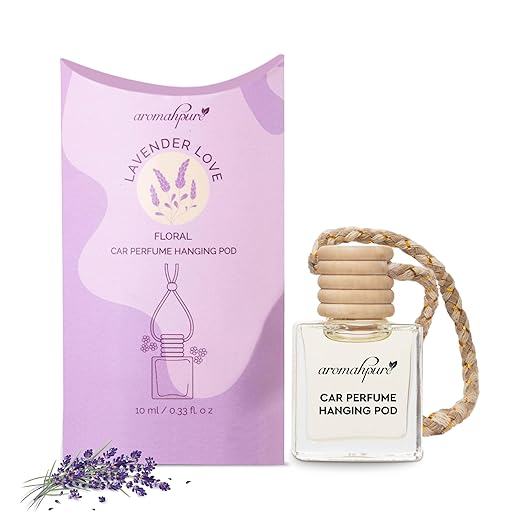 aromahpure
LAVENDER LOVE
FLORAL
CAR PERFUME HANGING POD
10 ml / 0.33 fl. oz
aromahpure
CAR PERFUME
HANGING POD